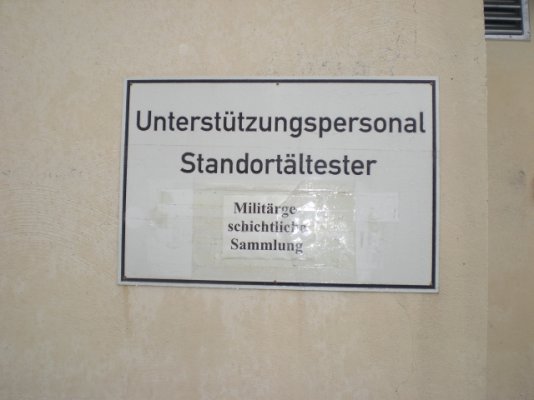 Unterstützungspersonal
Standortältester
Militärge-
schichtliche
Sammlung